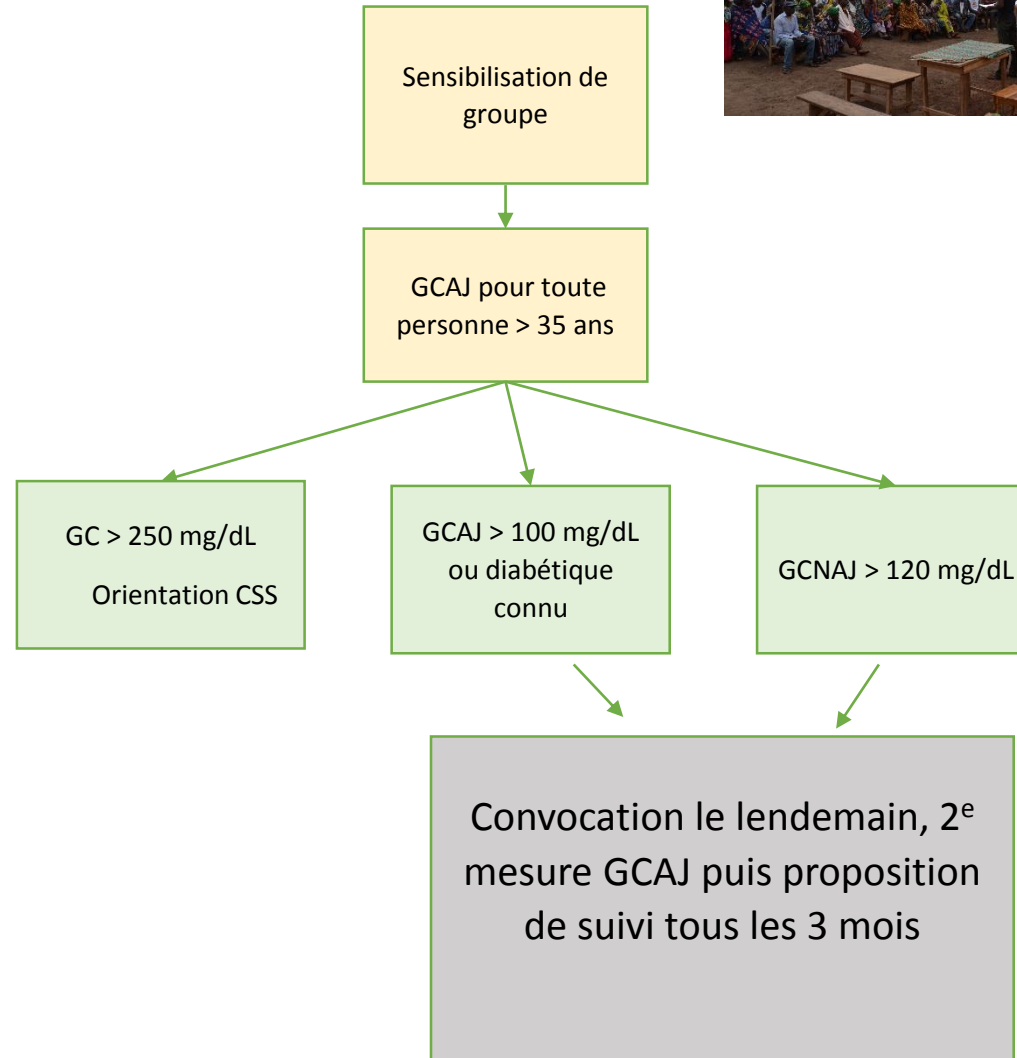 Sensibilisation de
groupe
GCAJ pour toute
personne > 35 ans
GC > 250 mg/dL
Orientation CSS
GCAJ > 100 mg/dL
ou diabétique
connu
GCNAJ > 120 mg/dL
Convocation le lendemain, 2ᵉ
mesure GCAJ puis proposition
de suivi tous les 3 mois